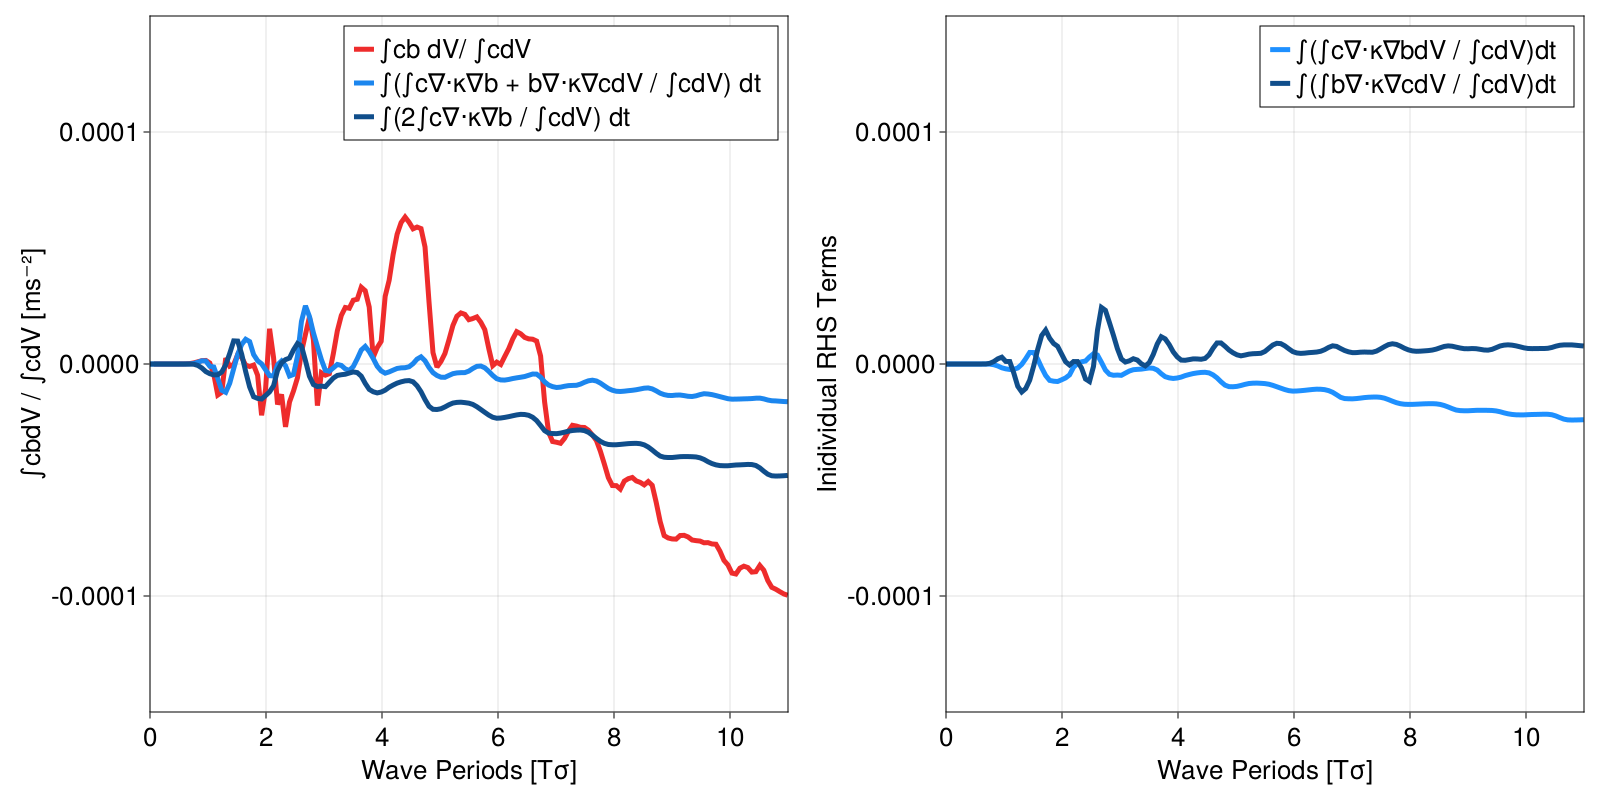 ∫cb dV/ ∫cdV
∫(∫c∇⋅κ∇b + b∇⋅κ∇cdV / ∫cdV) dt
∫(2∫c∇⋅κ∇b / ∫cdV) dt
0.0001
0.0000
-0.0001
∫cbdV / ∫cdV [ms⁻²]
0 2 4 6 8 10
Wave Periods [Tσ]
∫(∫c∇⋅κ∇bdV / ∫cdV)dt
∫(∫b∇⋅κ∇cdV / ∫cdV)dt
0.0001
0.0000
-0.0001
Inidividual RHS Terms
0 2 4 6 8 10
Wave Periods [Tσ]